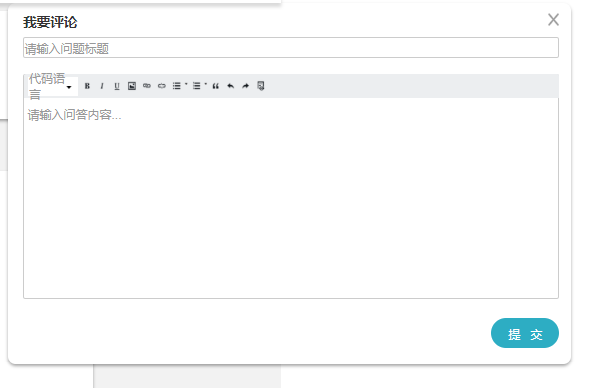 我要评论
请输入问题标题
代码语
言
B I U
请输入问答内容...
提 交